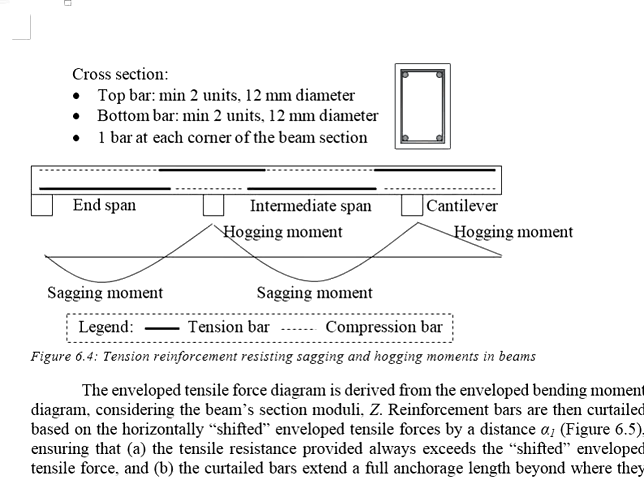 Cross section:
• Top bar: min 2 units, 12 mm diameter
• Bottom bar: min 2 units, 12 mm diameter
• 1 bar at each corner of the beam section
End span Intermediate span Cantilever
Hogging moment Hogging moment
Sagging moment Sagging moment
Legend: Tension bar Compression bar
Figure 6.4: Tension reinforcement resisting sagging and hogging moments in beams
The enveloped tensile force diagram is derived from the enveloped bending moment
diagram, considering the beam’s section moduli, Z. Reinforcement bars are then curtailed
based on the horizontally “shifted” enveloped tensile forces by a distance α1 (Figure 6.5),
ensuring that (a) the tensile resistance provided always exceeds the “shifted” enveloped
tensile force, and (b) the curtailed bars extend a full anchorage length beyond where they